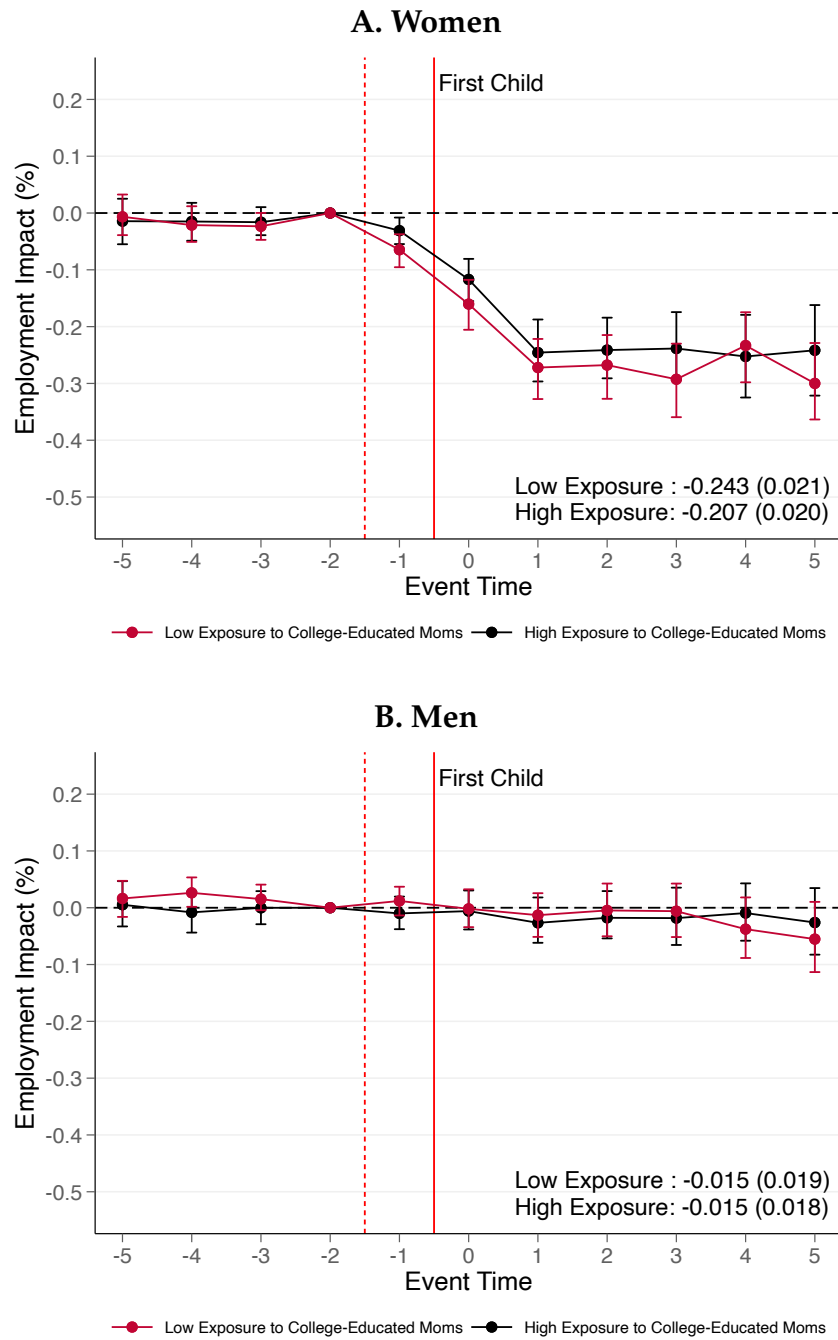 A. Women
First Child
Employment Impact (%)
0.2
0.1
0.0
-0.1
-0.2
-0.3
-0.4
-0.5
Low Exposure : -0.243 (0.021)
High Exposure: -0.207 (0.020)
-5 -4 -3 -2 -1 0 1 2 3 4 5
Event Time
Low Exposure to College-Educated Moms High Exposure to College-Educated Moms
B. Men
First Child
Employment Impact (%)
0.2
0.1
0.0
-0.1
-0.2
-0.3
-0.4
-0.5
Low Exposure : -0.015 (0.019)
High Exposure: -0.015 (0.018)
-5 -4 -3 -2 -1 0 1 2 3 4 5
Event Time
Low Exposure to College-Educated Moms High Exposure to College-Educated Moms